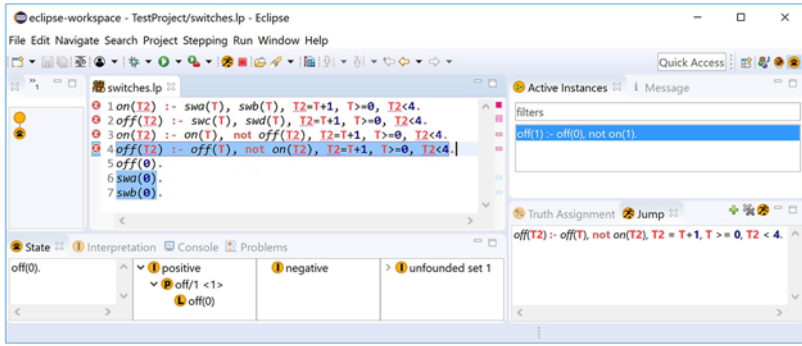 eclipse-workspace - TestProject/switches.lp - Eclipse
File Edit Navigate Search Project Stepping Run Window Help
Quick Access
"1
switches.lp
1 on(T2) :- swa(T), swb(T), T2=T+1, T>=0, T2<4.
2 off(T2) :- swc(T), swd(T), T2=T+1, T>=0, T2<4.
3 on(T2) :- on(T), not off(T2), T2=T+1, T>=0, T2<4.
4 off(T2) :- off(T), not on(T2), T2=T+1, T>=0, T2<4.
5 off(0).
6 swa(0).
7 swb(0).
Active Instances
i Message
filters
off(1) :- off(0), not on(1).
Truth Assignment
Jump
off(T2) :- off(T), not on(T2), T2 = T+1, T >= 0, T2 < 4.
State
Interpretation
Console
Problems
off(0).
positive
off/1 <1>
off(0)
negative
unfounded set 1